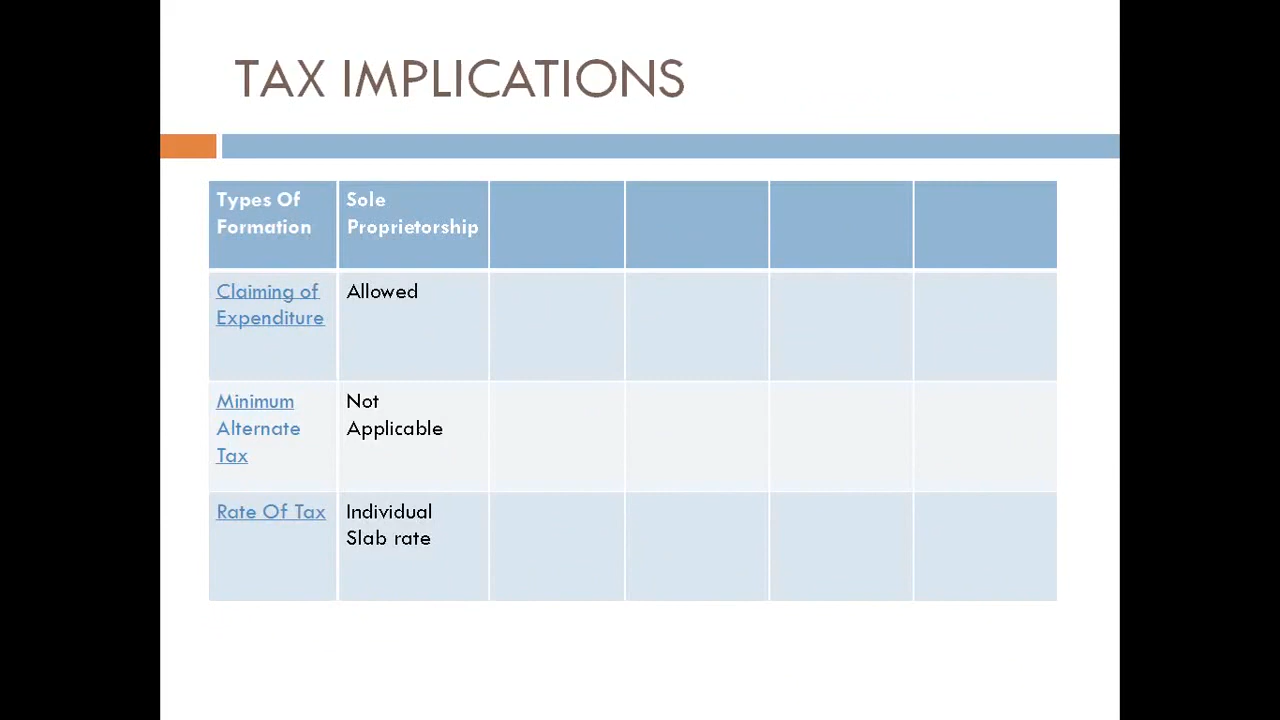 TAX IMPLICATIONS
Types Of
Formation
Sole
Proprietorship
Claiming of
Expenditure
Allowed
Minimum
Alternate
Tax
Not
Applicable
Rate Of Tax
Individual
Slab rate